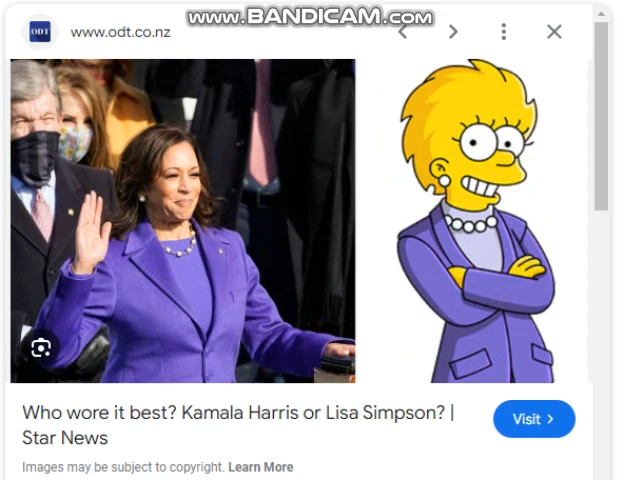 www.BANDICAM.com
ODT www.odt.co.nz
Who wore it best? Kamala Harris or Lisa Simpson? |
Star News
Visit >
Images may be subject to copyright. Learn More